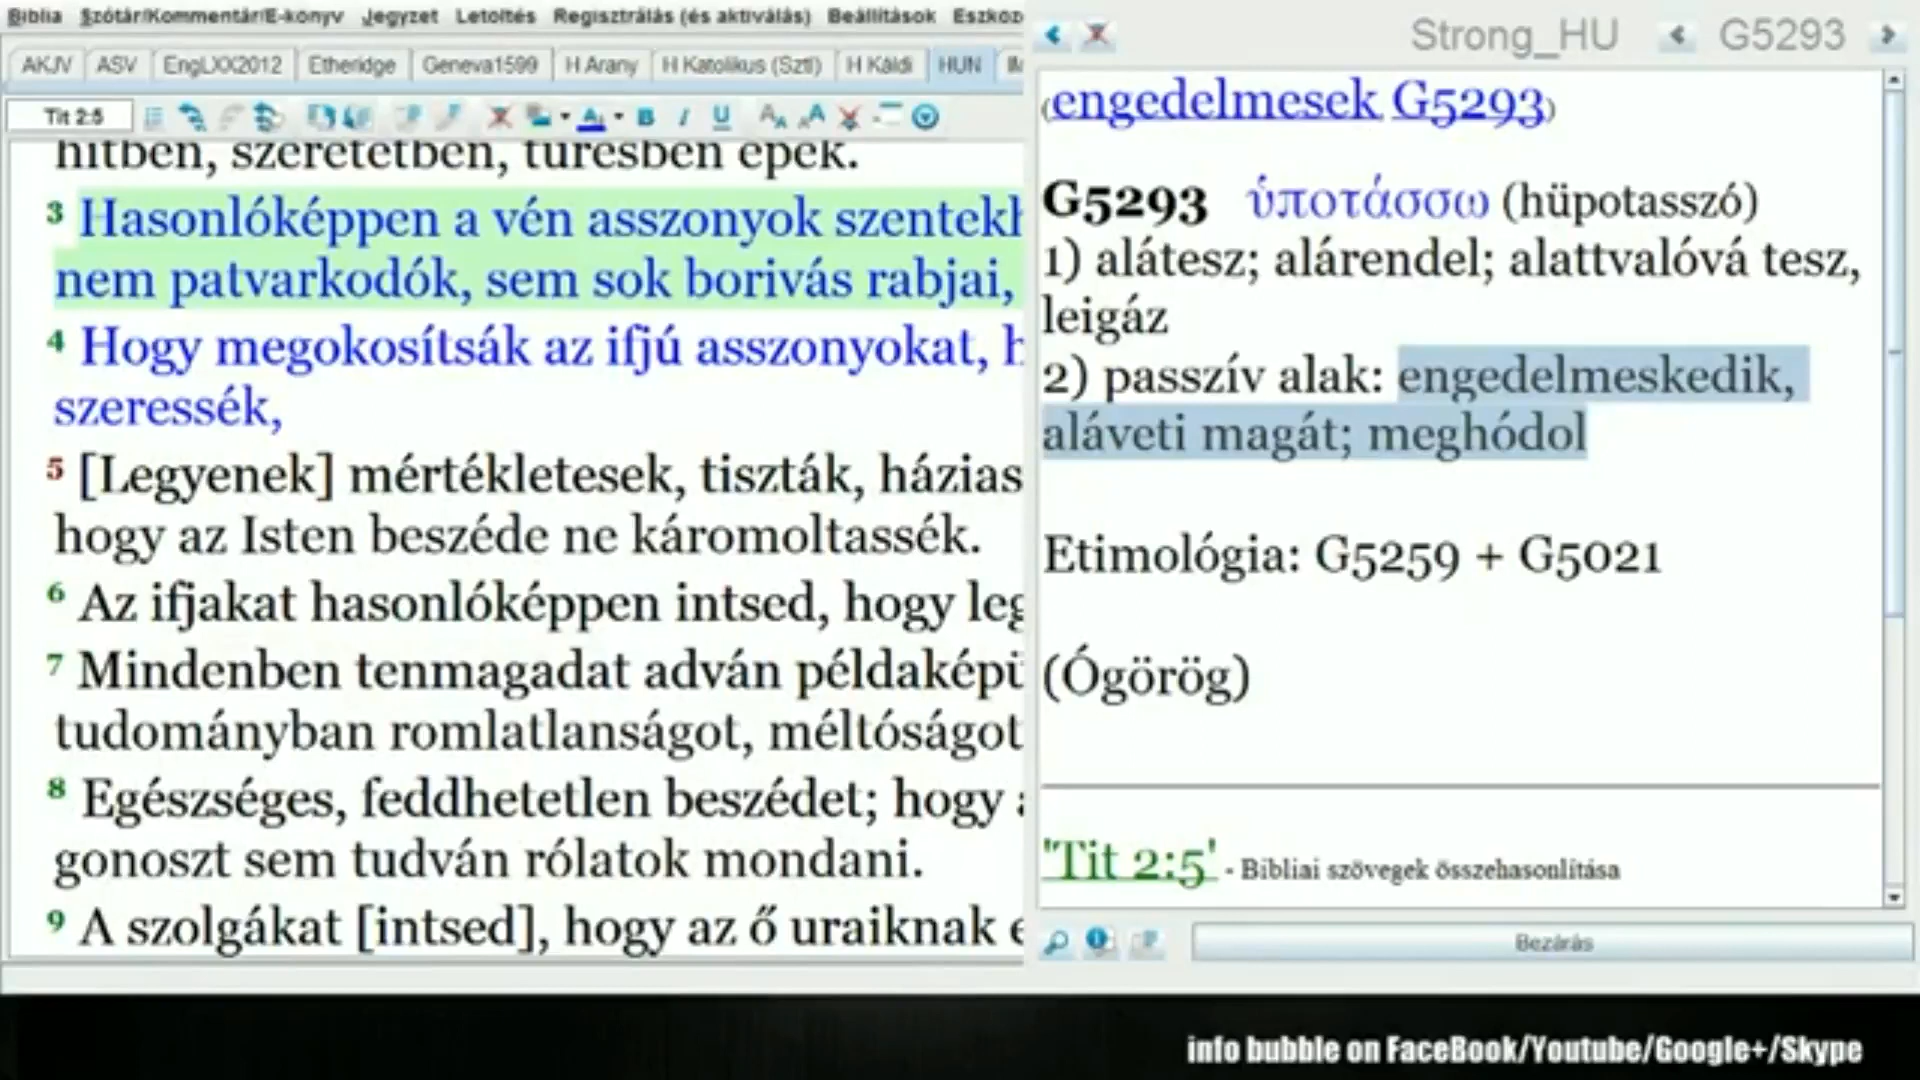 Biblia Szótár/Kommentár/E-könyv Jegyzet Letöltés Regisztrálás (és aktiválás) Beállítások
AKJV ASV EngLXX2012 Etheridge Geneva1599 H Arany H Katolikus (SztI) H Káldi HUN
Tit 2:5
hitben, szeretetben, tűrésben épek.
3 Hasonlóképpen a vén asszonyok
nem patvarkodók, sem sok borivás rabjai,
4 Hogy megokosítsák az ifjú asszonyokat,
szeressék,
5 [Legyenek] mértékletesek, tiszták,
hogy az Isten beszéde ne káromoltassék.
6 Az ifjakat hasonlóképpen intsed, hogy
7 Mindenben tenmagadat adván
tudományban romlatlanságot, méltóságot
8 Egészséges, feddhetetlen beszédet; hogy
gonoszt sem tudván rólatok mondani.
9 A szolgákat [intsed], hogy az ő uraiknak
Strong_HU G5293
(engedelmesek G5293)
G5293 ὑποτάσσω (hüpotasszó)
1) alátesz; alárendel; alattvalóvá tesz,
leigáz
2) passzív alak: engedelmeskedik,
aláveti magát; meghódol
Etimológia: G5259 + G5021
(Ógörög)
'Tit 2:5' - Bibliai szövegek összehasonlítása
Bezárás
info bubble on FaceBook/Youtube/Google+/Skype